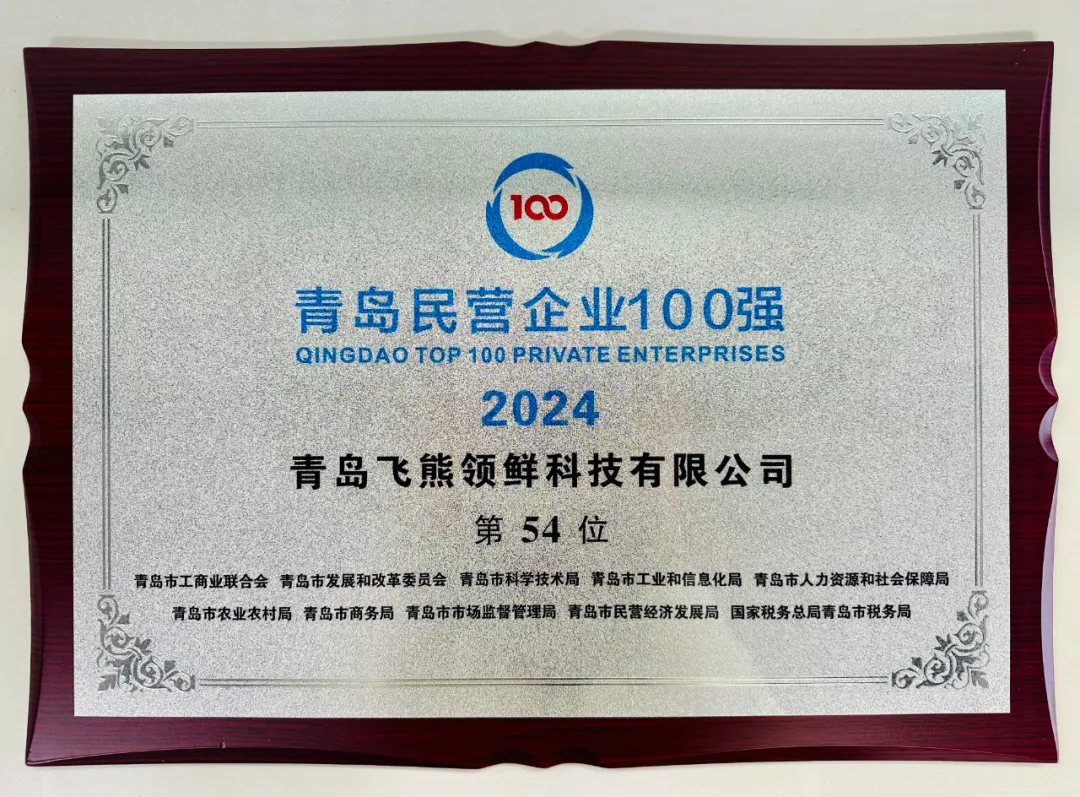 100
青岛民营企业100强
QINGDAO TOP 100 PRIVATE ENTERPRISES
2024
青岛飞熊领鲜科技有限公司
第 54 位
青岛市工商业联合会 青岛市发展和改革委员会 青岛市科学技术局 青岛市工业和信息化局 青岛市人力资源和社会保障局
青岛市农业农村局 青岛市商务局 青岛市市场监督管理局 青岛市民营经济发展局 国家税务总局青岛市税务局